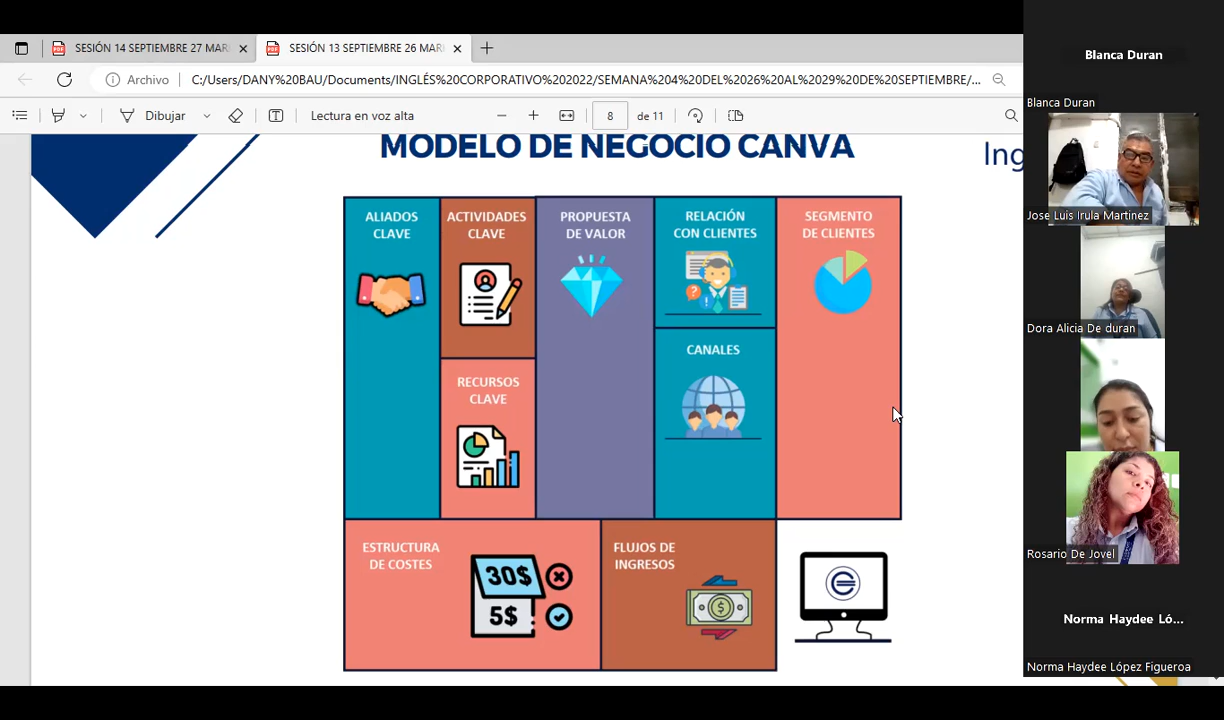 SESIÓN 14 SEPTIEMBRE 27 MAR
SESIÓN 13 SEPTIEMBRE 26 MAR
Archivo
C:/Users/DANY%20BAU/Documents/INGLÉS%20CORPORATIVO%202022/SEMANA%204%20DEL%2026%20AL%2029%20DE%20SEPTIEMBRE/...
Dibujar
Lectura en voz alta
8
de 11
MODELO DE NEGOCIO CANVA
Ing
ALIADOS
CLAVE
ACTIVIDADES
CLAVE
PROPUESTA
DE VALOR
RELACIÓN
CON CLIENTES
SEGMENTO
DE CLIENTES
RECURSOS
CLAVE
CANALES
ESTRUCTURA
DE COSTES
30$
5$
FLUJOS DE
INGRESOS
Blanca Duran
Blanca Duran
Jose Luis Irula Martinez
Dora Alicia De duran
Rosario De Jovel
Norma Haydee Ló...
Norma Haydee López Figueroa